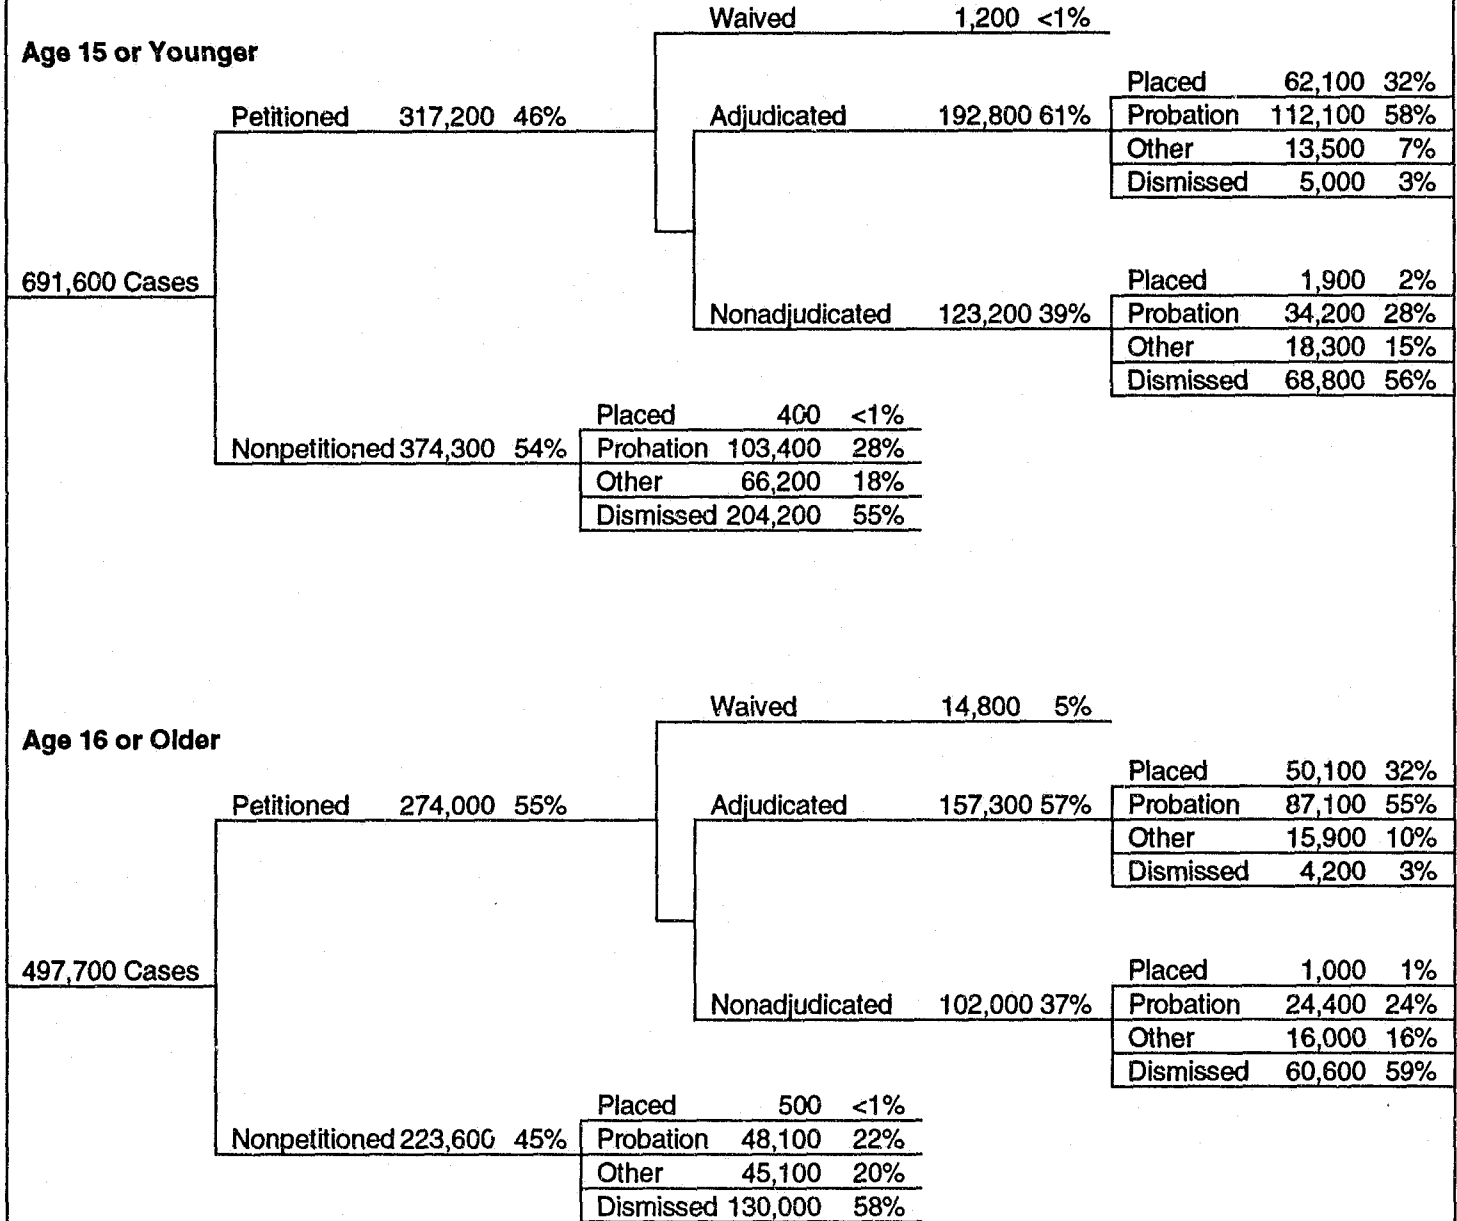 Waived 1,200 <1%
Age 15 or Younger
Placed 62,100 32%
Petitioned 317,200 46%
Adjudicated 192,800 61%
Probation 112,100 58%
Other 13,500 7%
Dismissed 5,000 3%
691,600 Cases
Placed 1,900 2%
Nonadjudicated 123,200 39%
Probation 34,200 28%
Other 18,300 15%
Dismissed 68,800 56%
Placed 400 <1%
Nonpetitioned 374,300 54%
Probation 103,400 28%
Other 66,200 18%
Dismissed 204,200 55%
Waived 14,800 5%
Age 16 or Older
Placed 50,100 32%
Petitioned 274,000 55%
Adjudicated 157,300 57%
Probation 87,100 55%
Other 15,900 10%
Dismissed 4,200 3%
497,700 Cases
Placed 1,000 1%
Nonadjudicated 102,000 37%
Probation 24,400 24%
Other 16,000 16%
Dismissed 60,600 59%
Placed 500 <1%
Nonpetitioned 223,600 45%
Probation 48,100 22%
Other 45,100 20%
Dismissed 130,000 58%